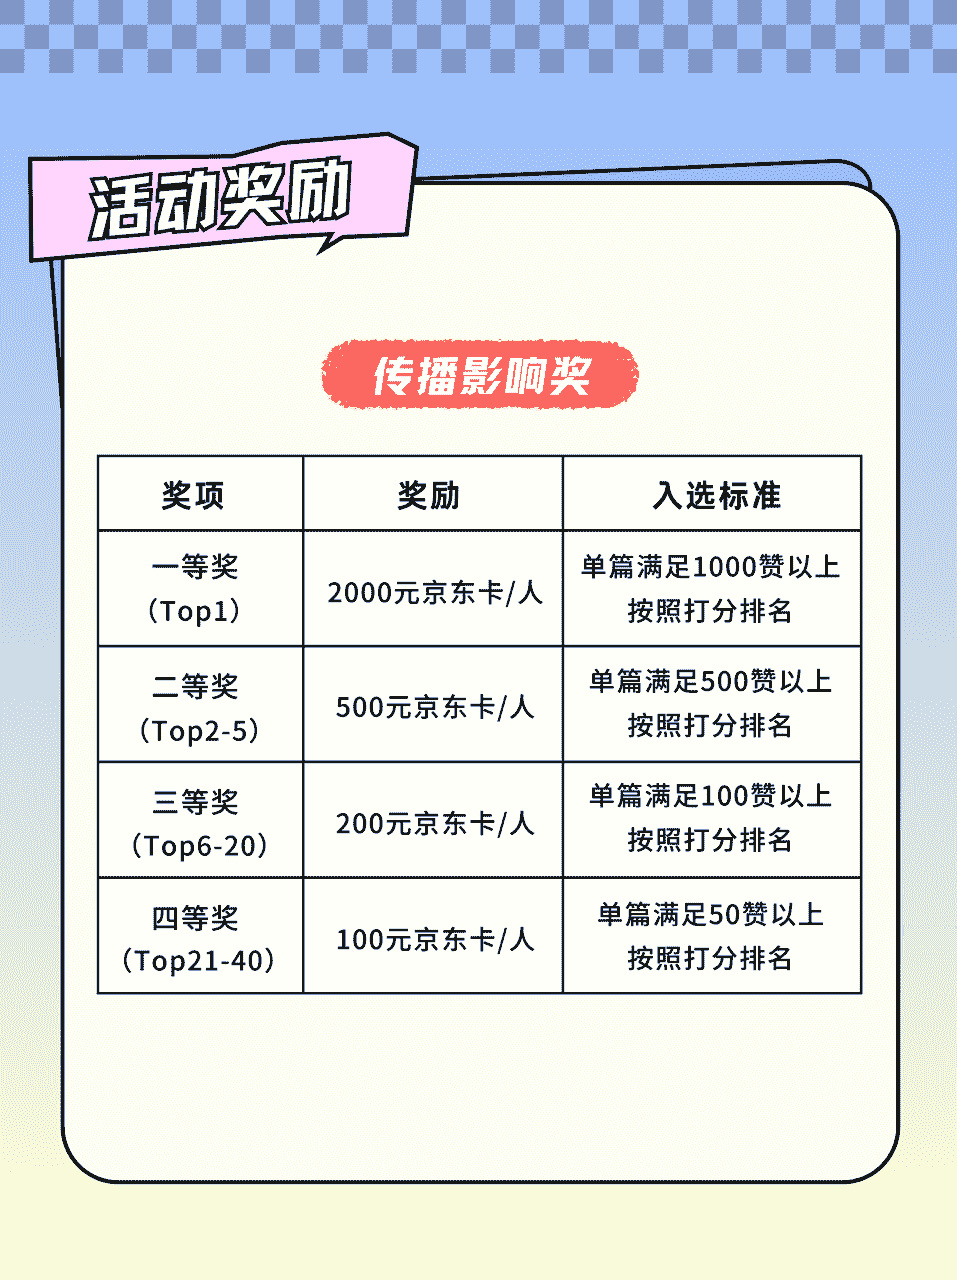 活动奖励
传播影响奖
奖项 奖励 入选标准
一等奖
（Top1）
2000元京东卡/人
单篇满足1000赞以上
按照打分排名
二等奖
（Top2-5）
500元京东卡/人
单篇满足500赞以上
按照打分排名
三等奖
（Top6-20）
200元京东卡/人
单篇满足100赞以上
按照打分排名
四等奖
（Top21-40）
100元京东卡/人
单篇满足50赞以上
按照打分排名